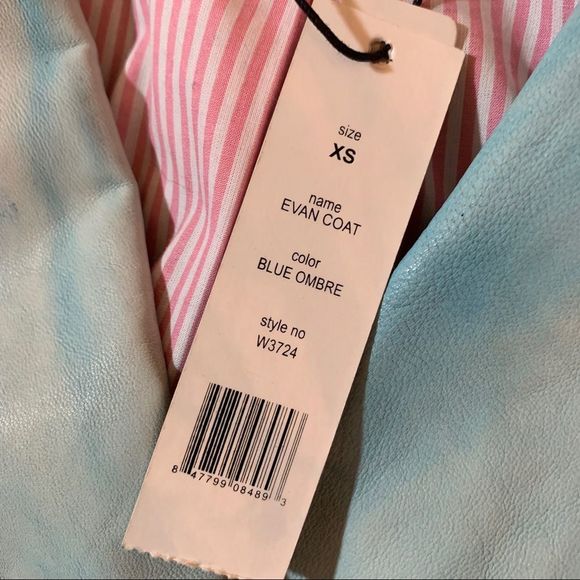 size
XS
name
EVAN COAT
color
BLUE OMBRE
style no
W3724
8 47799 08489 3